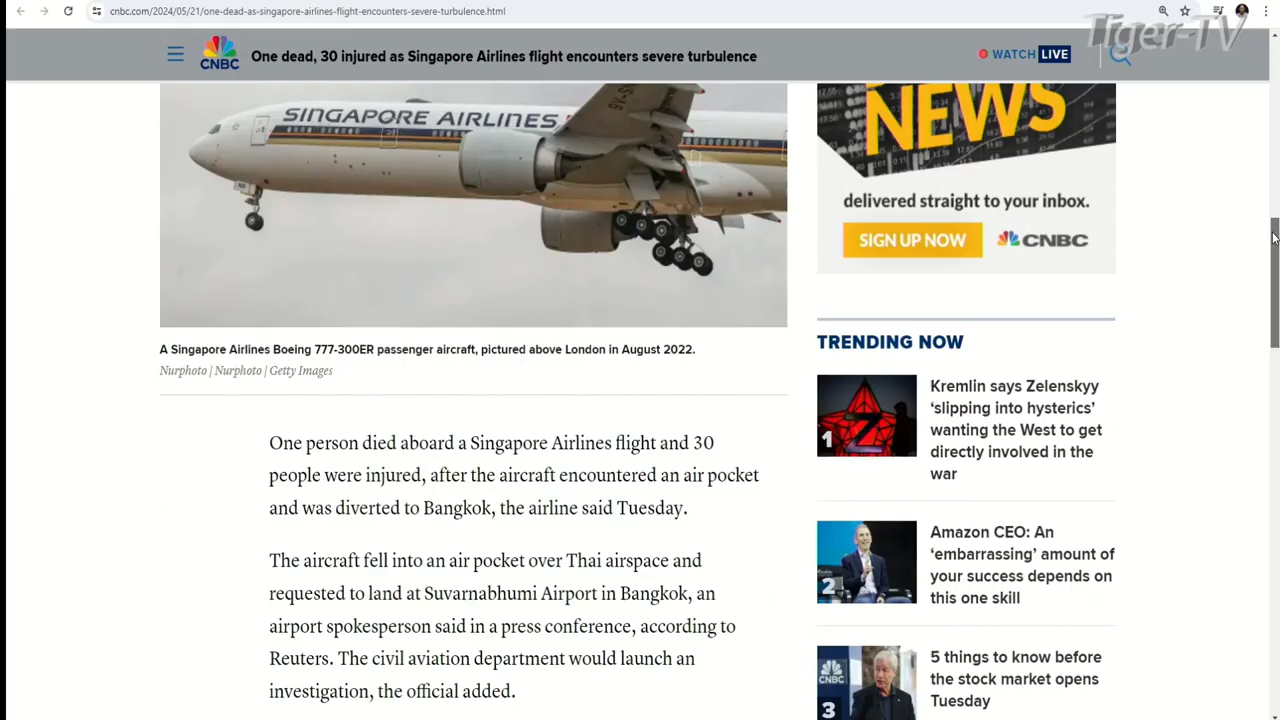 cnbc.com/2024/05/21/one-dead-as-singapore-airlines-flight-encounters-severe-turbulence.html
Tiger-TV
CNBC
One dead, 30 injured as Singapore Airlines flight encounters severe turbulence
WATCH LIVE
SINGAPORE AIRLINES
NEWS
delivered straight to your inbox.
SIGN UP NOW
CNBC
A Singapore Airlines Boeing 777-300ER passenger aircraft, pictured above London in August 2022.
Nurphoto | Nurphoto | Getty Images
One person died aboard a Singapore Airlines flight and 30
people were injured, after the aircraft encountered an air pocket
and was diverted to Bangkok, the airline said Tuesday.
The aircraft fell into an air pocket over Thai airspace and
requested to land at Suvarnabhumi Airport in Bangkok, an
airport spokesperson said in a press conference, according to
Reuters. The civil aviation department would launch an
investigation, the official added.
TRENDING NOW
1
Kremlin says Zelenskyy
‘slipping into hysterics’
wanting the West to get
directly involved in the
war
2
Amazon CEO: An
‘embarrassing’ amount of
your success depends on
this one skill
CNBC
3
5 things to know before
the stock market opens
Tuesday